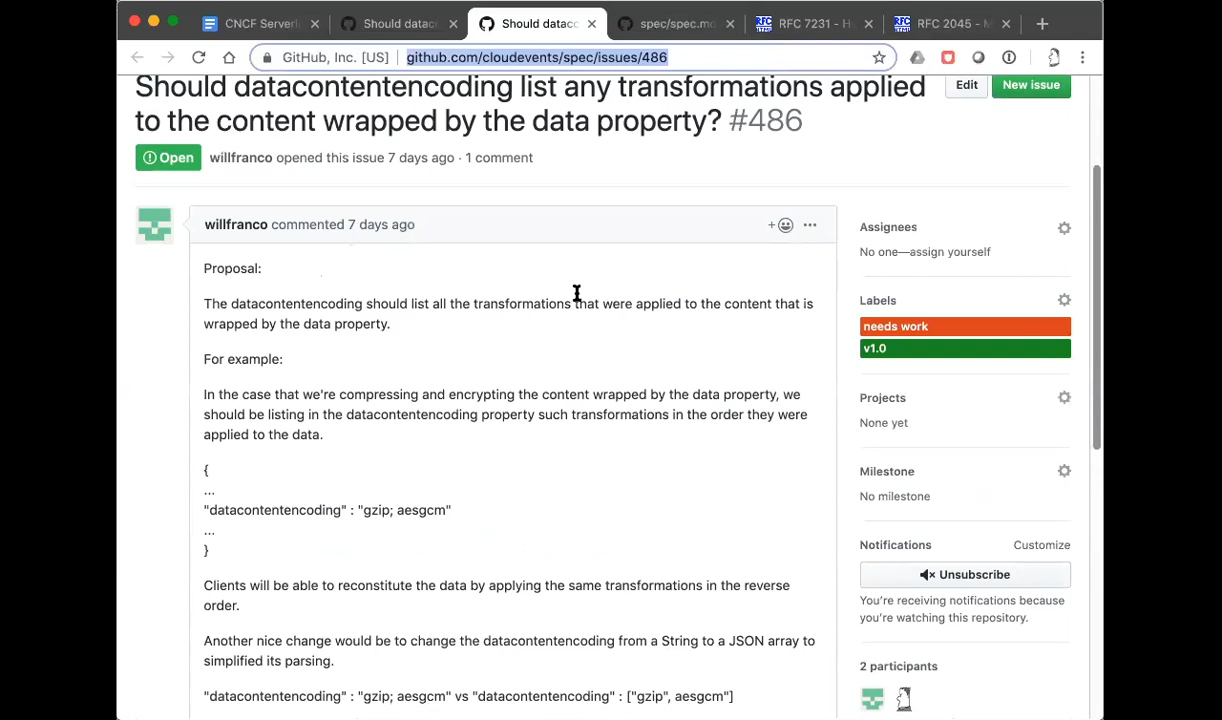 CNCF Serverl
Should datac
Should datacc
spec/spec.mc
RFC 7231 - H
RFC 2045 - M
GitHub, Inc. [US]
github.com/cloudevents/spec/issues/486
Should datacontentencoding list any transformations applied
to the content wrapped by the data property? #486
Edit
New issue
Open
willfranco opened this issue 7 days ago · 1 comment
willfranco commented 7 days ago
Proposal:
The datacontentencoding should list all the transformations that were applied to the content that is
wrapped by the data property.
For example:
In the case that we're compressing and encrypting the content wrapped by the data property, we
should be listing in the datacontentencoding property such transformations in the order they were
applied to the data.
{
...
"datacontentencoding" : "gzip; aesgcm"
...
}
Clients will be able to reconstitute the data by applying the same transformations in the reverse
order.
Another nice change would be to change the datacontentencoding from a String to a JSON array to
simplified its parsing.
"datacontentencoding" : "gzip; aesgcm" vs "datacontentencoding" : ["gzip", aesgcm"]
Assignees
No one—assign yourself
Labels
needs work
v1.0
Projects
None yet
Milestone
No milestone
Notifications
Customize
Unsubscribe
You're receiving notifications because
you're watching this repository.
2 participants